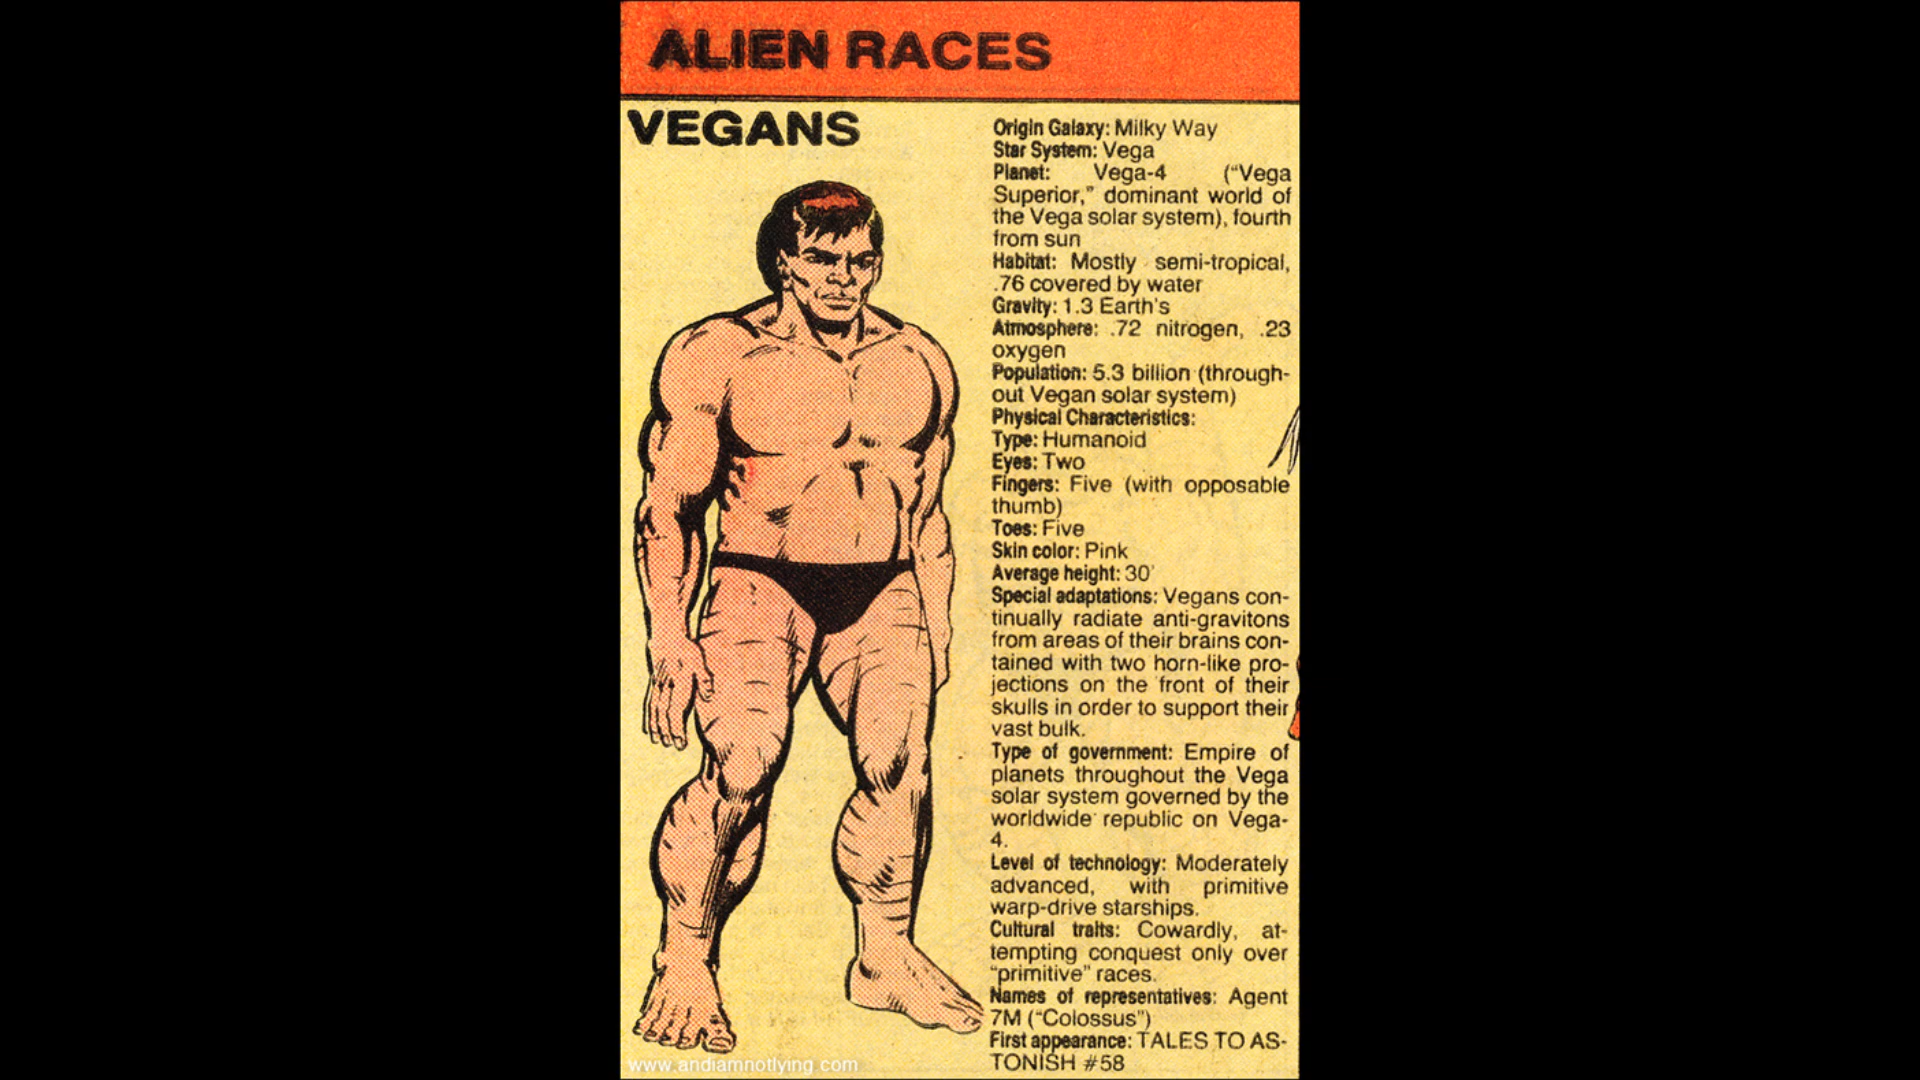 ALIEN RACES
VEGANS
Origin Galaxy: Milky Way
Star System: Vega
Planet: Vega-4 (“Vega
Superior,” dominant world of
the Vega solar system), fourth
from sun
Habitat: Mostly semi-tropical,
.76 covered by water
Gravity: 1.3 Earth's
Atmosphere: .72 nitrogen, .23
oxygen
Population: 5.3 billion (through-
out Vegan solar system)
Physical Characteristics:
Type: Humanoid
Eyes: Two
Fingers: Five (with opposable
thumb)
Toes: Five
Skin color: Pink
Average height: 30'
Special adaptations: Vegans con-
tinually radiate anti-gravitons
from areas of their brains con-
tained with two horn-like pro-
jections on the front of their
skulls in order to support their
vast bulk.
Type of government: Empire of
planets throughout the Vega
solar system governed by the
worldwide republic on Vega-
4.
Level of technology: Moderately
advanced, with primitive
warp-drive starships.
Cultural traits: Cowardly, at-
tempting conquest only over
“primitive” races.
Names of representatives: Agent
7M (“Colossus”)
First appearance: TALES TO AS-
TONISH #58
www.andiamnotlying.com